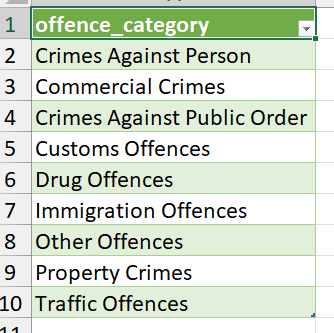 1 offence_category
2 Crimes Against Person
3 Commercial Crimes
4 Crimes Against Public Order
5 Customs Offences
6 Drug Offences
7 Immigration Offences
8 Other Offences
9 Property Crimes
10 Traffic Offences